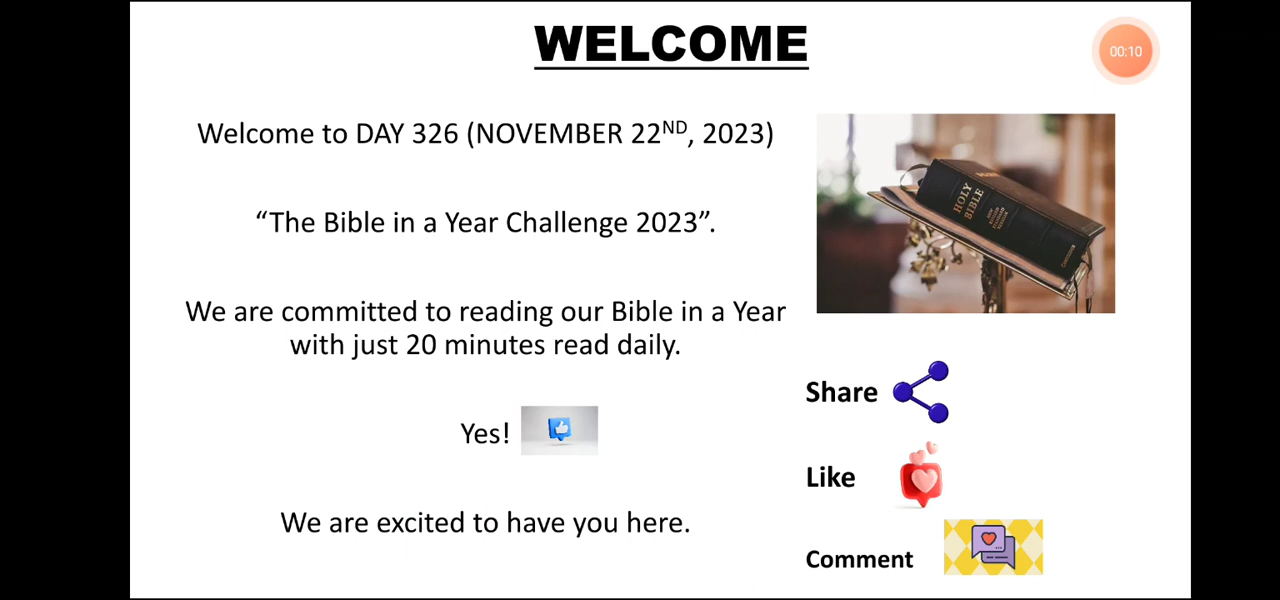 WELCOME
00:10
Welcome to DAY 326 (NOVEMBER 22ND, 2023)
“The Bible in a Year Challenge 2023”.
We are committed to reading our Bible in a Year
with just 20 minutes read daily.
Yes!
We are excited to have you here.
HOLY
BIBLE
Share
Like
Comment